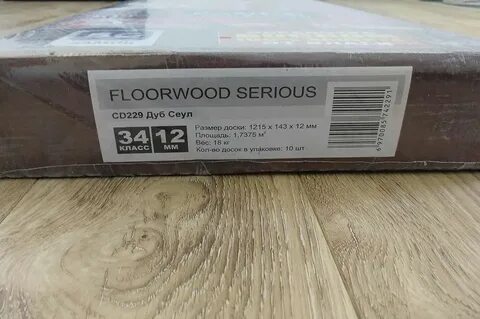 FLOORWOOD SERIOUS
CD229 Дуб Сеул
34 КЛАСС
12 ММ
Размер доски: 1215 x 143 x 12 мм
Площадь: 1,7375 м²
Вес: 18 кг
Кол-во досок в упаковке: 10 шт
6970085742291